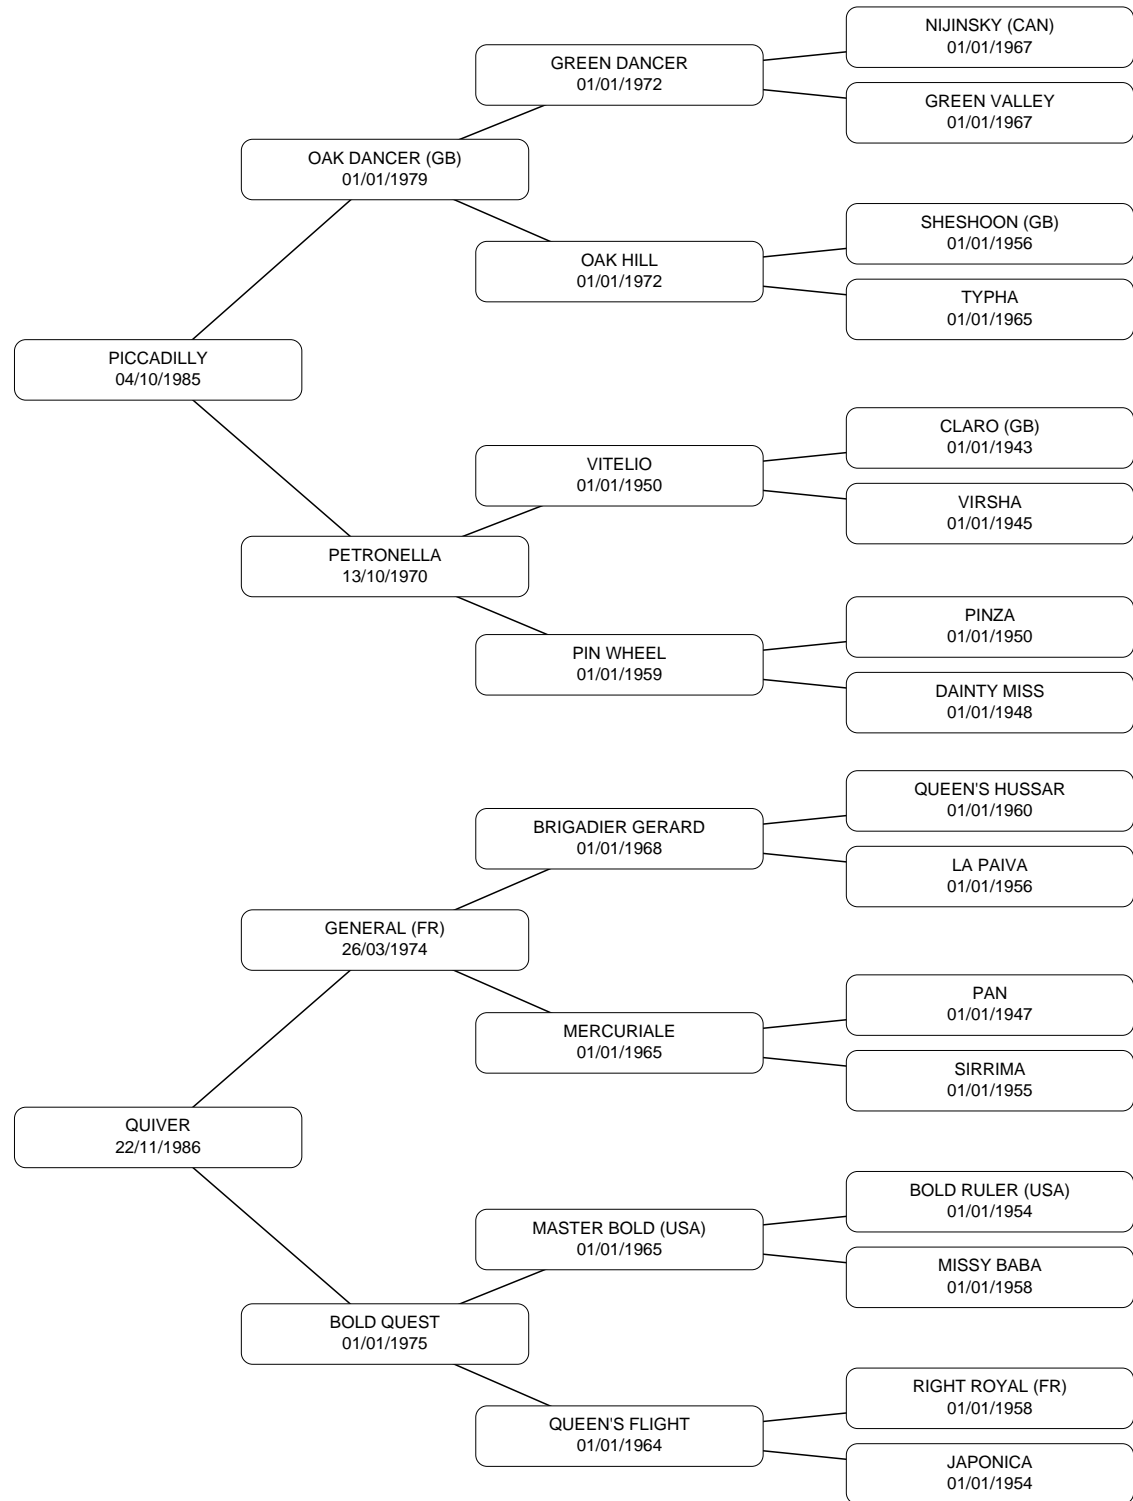 NIJINSKY (CAN)
01/01/1967
GREEN DANCER
01/01/1972
GREEN VALLEY
01/01/1967
OAK DANCER (GB)
01/01/1979
SHESHOON (GB)
01/01/1956
OAK HILL
01/01/1972
TYPHA
01/01/1965
PICCADILLY
04/10/1985
CLARO (GB)
01/01/1943
VITELIO
01/01/1950
VIRSHA
01/01/1945
PETRONELLA
13/10/1970
PINZA
01/01/1950
PIN WHEEL
01/01/1959
DAINTY MISS
01/01/1948
QUEEN'S HUSSAR
01/01/1960
BRIGADIER GERARD
01/01/1968
LA PAIVA
01/01/1956
GENERAL (FR)
26/03/1974
PAN
01/01/1947
MERCURIALE
01/01/1965
SIRRIMA
01/01/1955
QUIVER
22/11/1986
BOLD RULER (USA)
01/01/1954
MASTER BOLD (USA)
01/01/1965
MISSY BABA
01/01/1958
BOLD QUEST
01/01/1975
RIGHT ROYAL (FR)
01/01/1958
QUEEN'S FLIGHT
01/01/1964
JAPONICA
01/01/1954